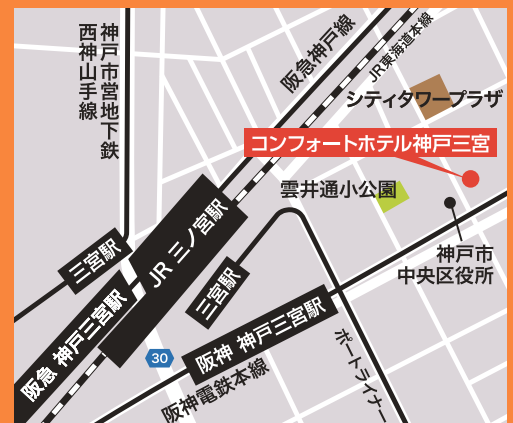 神戸市営地下鉄
西神山手線
阪急神戸線
JR東海道本線
シティタワープラザ
コンフォートホテル神戸三宮
雲井通小公園
神戸市
中央区役所
JR 三ノ宮駅
三宮駅
三宮駅
阪急 神戸三宮駅
阪神 神戸三宮駅
30
阪神電鉄本線
ポートライナー